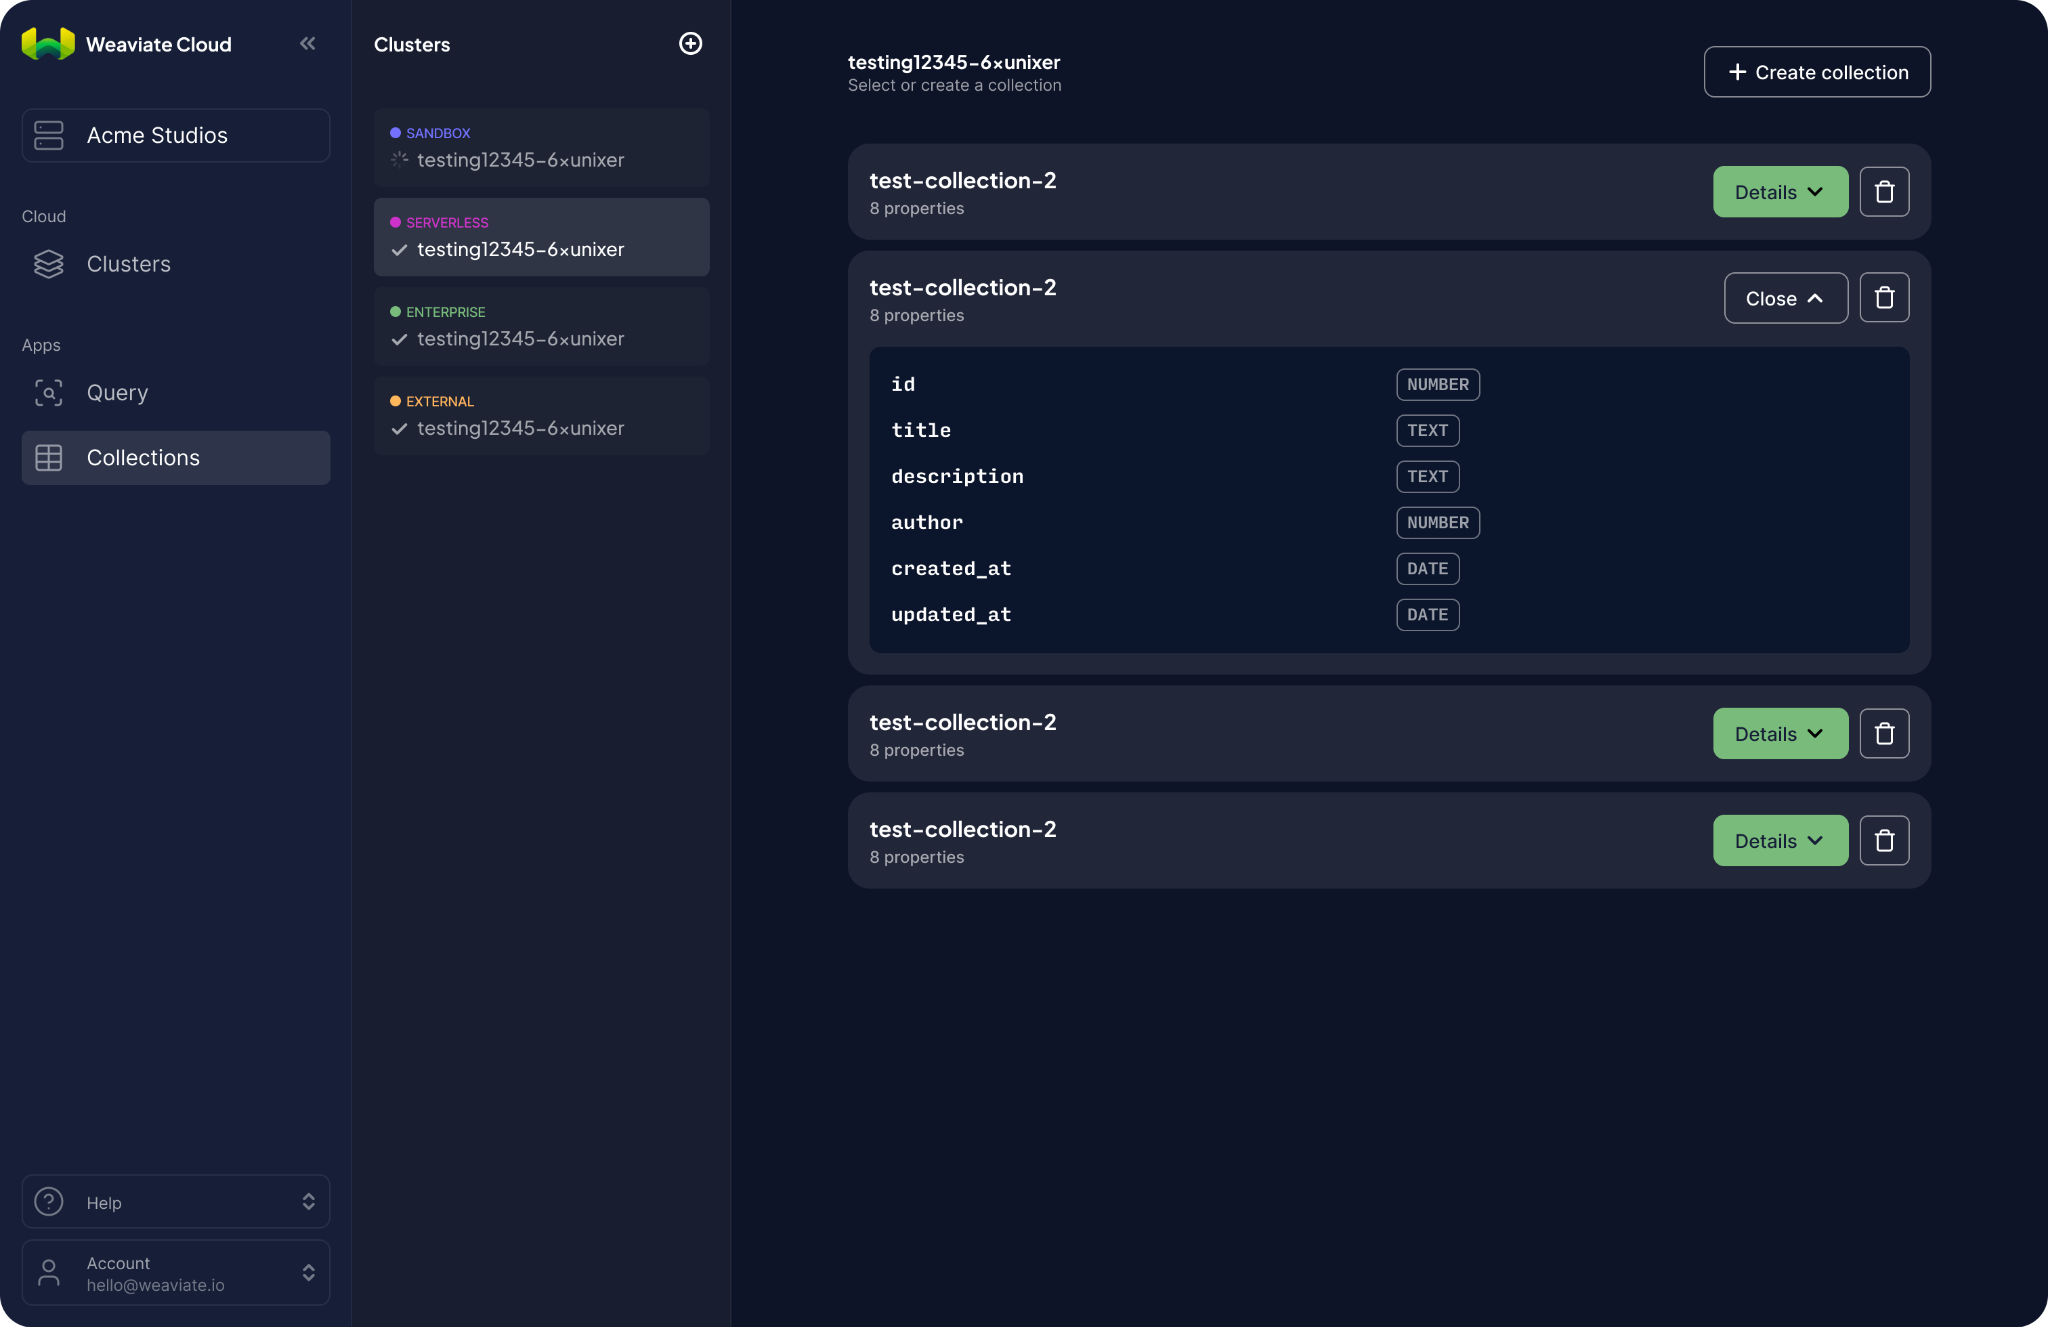 Weaviate Cloud
Acme Studios
Cloud
Clusters
Apps
Query
Collections
Help
Account
hello@weaviate.io
Clusters
SANDBOX
testing12345-6xunixer
SERVERLESS
testing12345-6xunixer
ENTERPRISE
testing12345-6xunixer
EXTERNAL
testing12345-6xunixer
testing12345-6xunixer
Select or create a collection
Create collection
test-collection-2
8 properties
Details
test-collection-2
8 properties
Close
id NUMBER
title TEXT
description TEXT
author NUMBER
created_at DATE
updated_at DATE
test-collection-2
8 properties
Details
test-collection-2
8 properties
Details